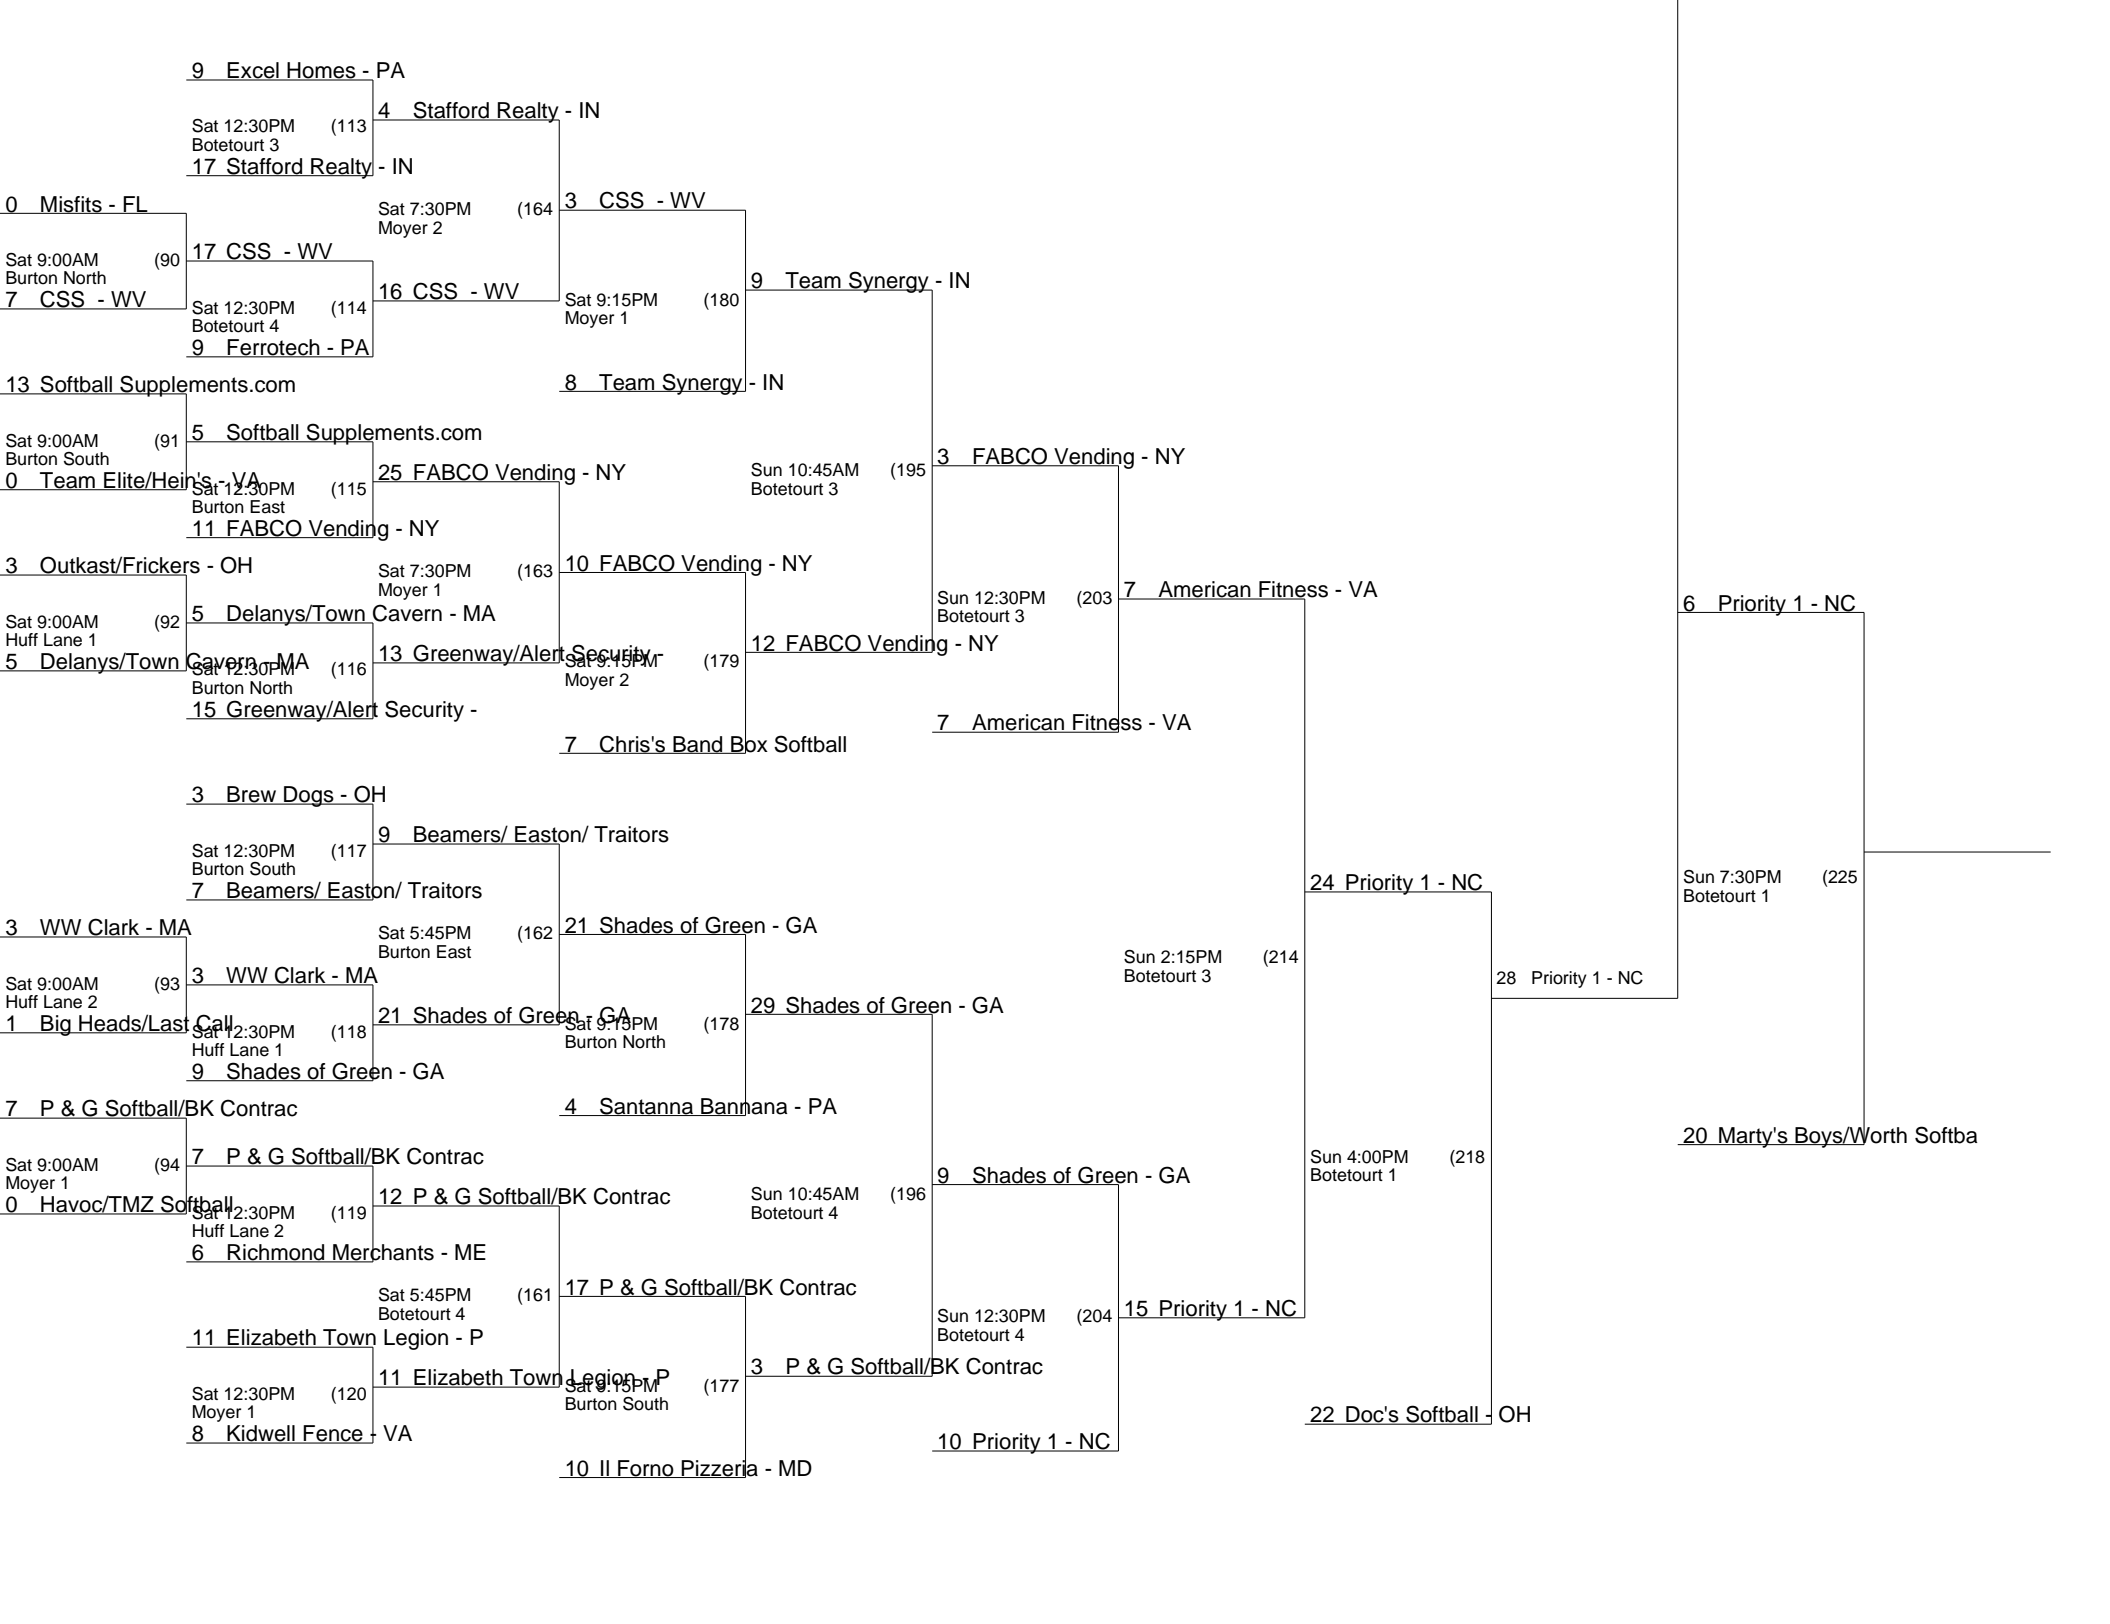 9 Excel Homes - PA
4 Stafford Realty - IN
Sat 12:30PM (113
Botetourt 3
17 Stafford Realty - IN
0 Misfits - FL
Sat 7:30PM (164
Moyer 2
3 CSS - WV
17 CSS - WV
Sat 9:00AM (90
Burton North
7 CSS - WV
16 CSS - WV
Sat 12:30PM (114
Botetourt 4
9 Ferrotech - PA
Sat 9:15PM (180
Moyer 1
9 Team Synergy - IN
8 Team Synergy - IN
13 Softball Supplements.com
5 Softball Supplements.com
Sat 9:00AM (91
Burton South
0 Team Elite/Hein's - VA
25 FABCO Vending - NY
Sat 12:30PM (115
Burton East
11 FABCO Vending - NY
Sun 10:45AM (195
Botetourt 3
3 FABCO Vending - NY
3 Outkast/Frickers - OH
Sat 7:30PM (163
Moyer 1
10 FABCO Vending - NY
5 Delanys/Town Cavern - MA
Sat 9:00AM (92
Huff Lane 1
5 Delanys/Town Cavern - MA
13 Greenway/Alert Security -
Sat 12:30PM (116
Burton North
15 Greenway/Alert Security -
Sat 9:15PM (179
Moyer 2
12 FABCO Vending - NY
Sun 12:30PM (203
Botetourt 3
7 American Fitness - VA
6 Priority 1 - NC
7 American Fitness - VA
7 Chris's Band Box Softball
3 Brew Dogs - OH
9 Beamers/ Easton/ Traitors
Sat 12:30PM (117
Burton South
7 Beamers/ Easton/ Traitors
24 Priority 1 - NC
Sun 7:30PM (225
Botetourt 1
3 WW Clark - MA
Sat 5:45PM (162
Burton East
21 Shades of Green - GA
3 WW Clark - MA
Sat 9:00AM (93
Huff Lane 2
1 Big Heads/Last Call
21 Shades of Green - GA
Sat 12:30PM (118
Huff Lane 1
9 Shades of Green - GA
Sat 9:15PM (178
Burton North
29 Shades of Green - GA
Sun 2:15PM (214
Botetourt 3
28 Priority 1 - NC
4 Santanna Bannana - PA
20 Marty's Boys/Worth Softba
7 P & G Softball/BK Contrac
7 P & G Softball/BK Contrac
Sat 9:00AM (94
Moyer 1
0 Havoc/TMZ Softball
12 P & G Softball/BK Contrac
Sat 12:30PM (119
Huff Lane 2
6 Richmond Merchants - ME
Sun 10:45AM (196
Botetourt 4
9 Shades of Green - GA
Sun 4:00PM (218
Botetourt 1
Sat 5:45PM (161
Botetourt 4
17 P & G Softball/BK Contrac
Sun 12:30PM (204
Botetourt 4
15 Priority 1 - NC
11 Elizabeth Town Legion - P
11 Elizabeth Town Legion - P
Sat 12:30PM (120
Moyer 1
8 Kidwell Fence - VA
Sat 9:15PM (177
Burton South
3 P & G Softball/BK Contrac
22 Doc's Softball - OH
10 Priority 1 - NC
10 Il Forno Pizzeria - MD